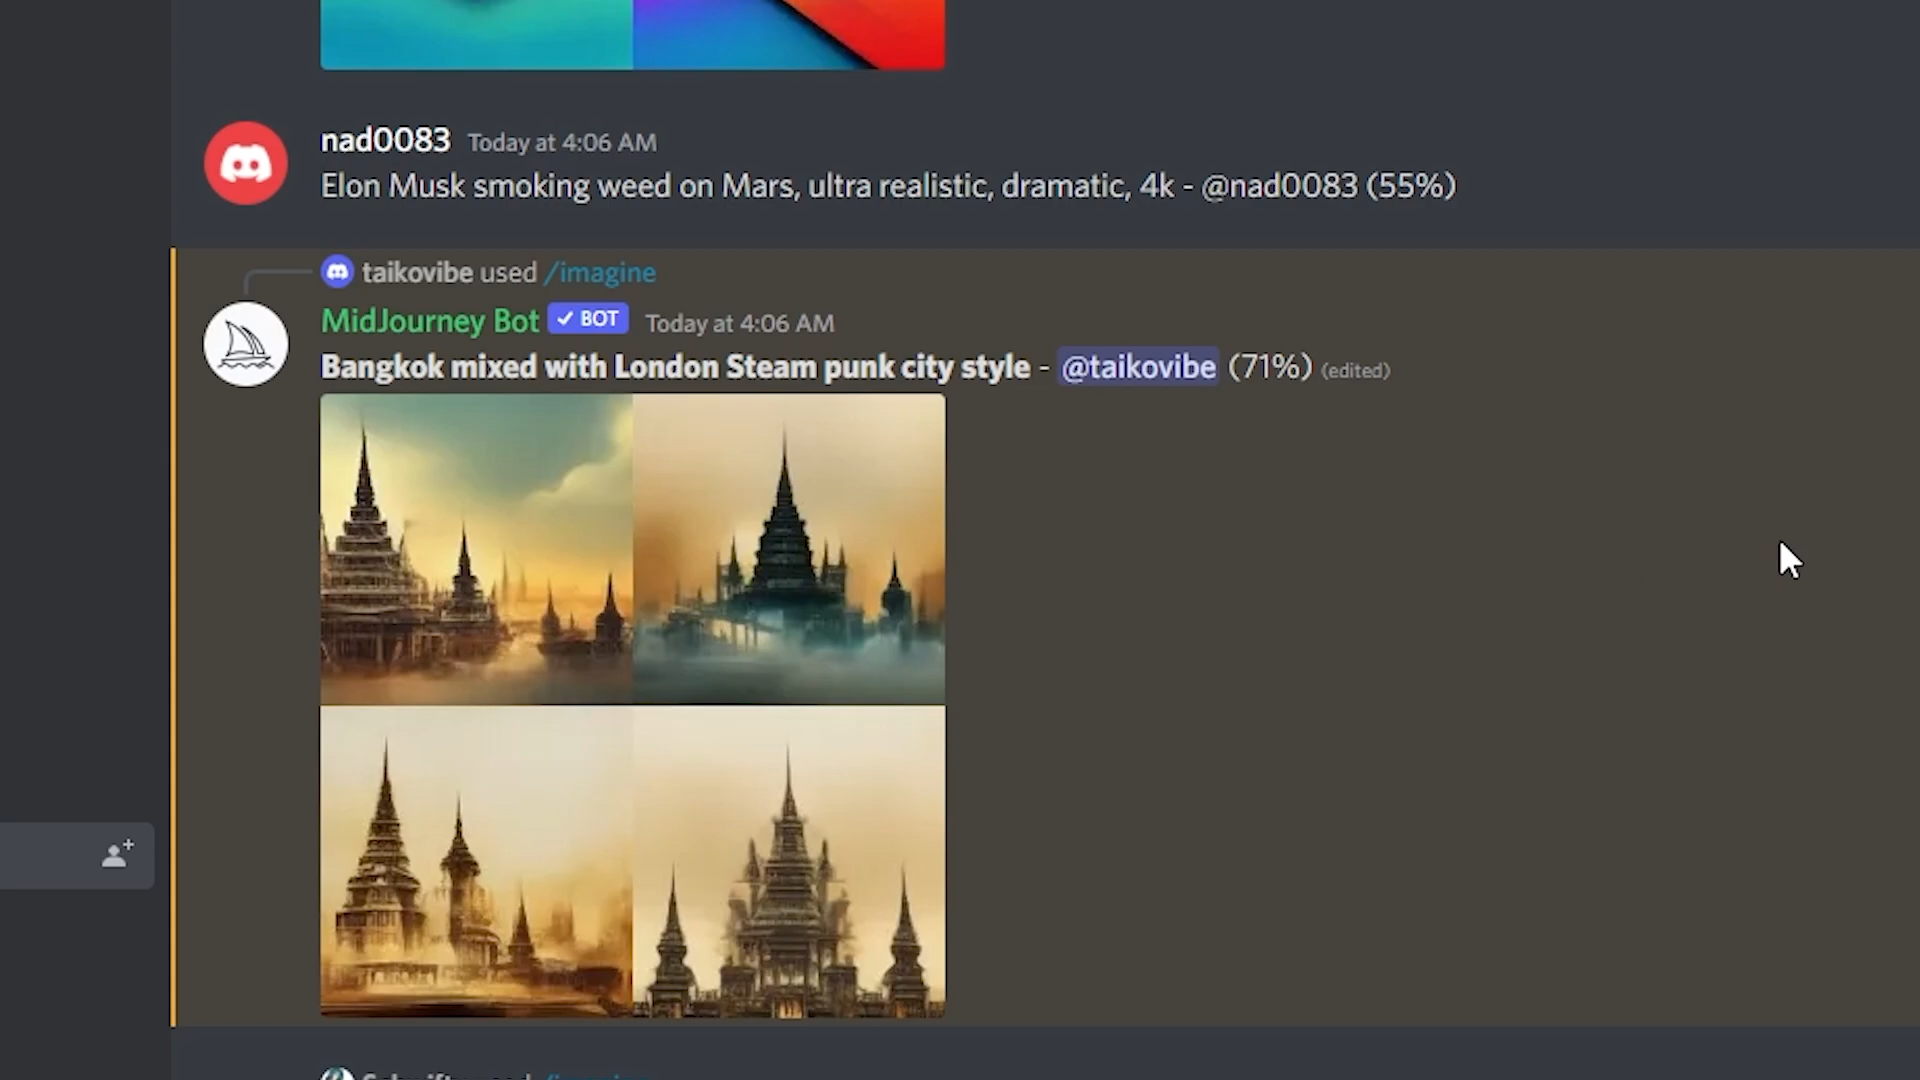 nad0083 Today at 4:06 AM
Elon Musk smoking weed on Mars, ultra realistic, dramatic, 4k - @nad0083 (55%)
taikovibe used /imagine
MidJourney Bot ✓ BOT Today at 4:06 AM
Bangkok mixed with London Steam punk city style - @taikovibe (71%) (edited)